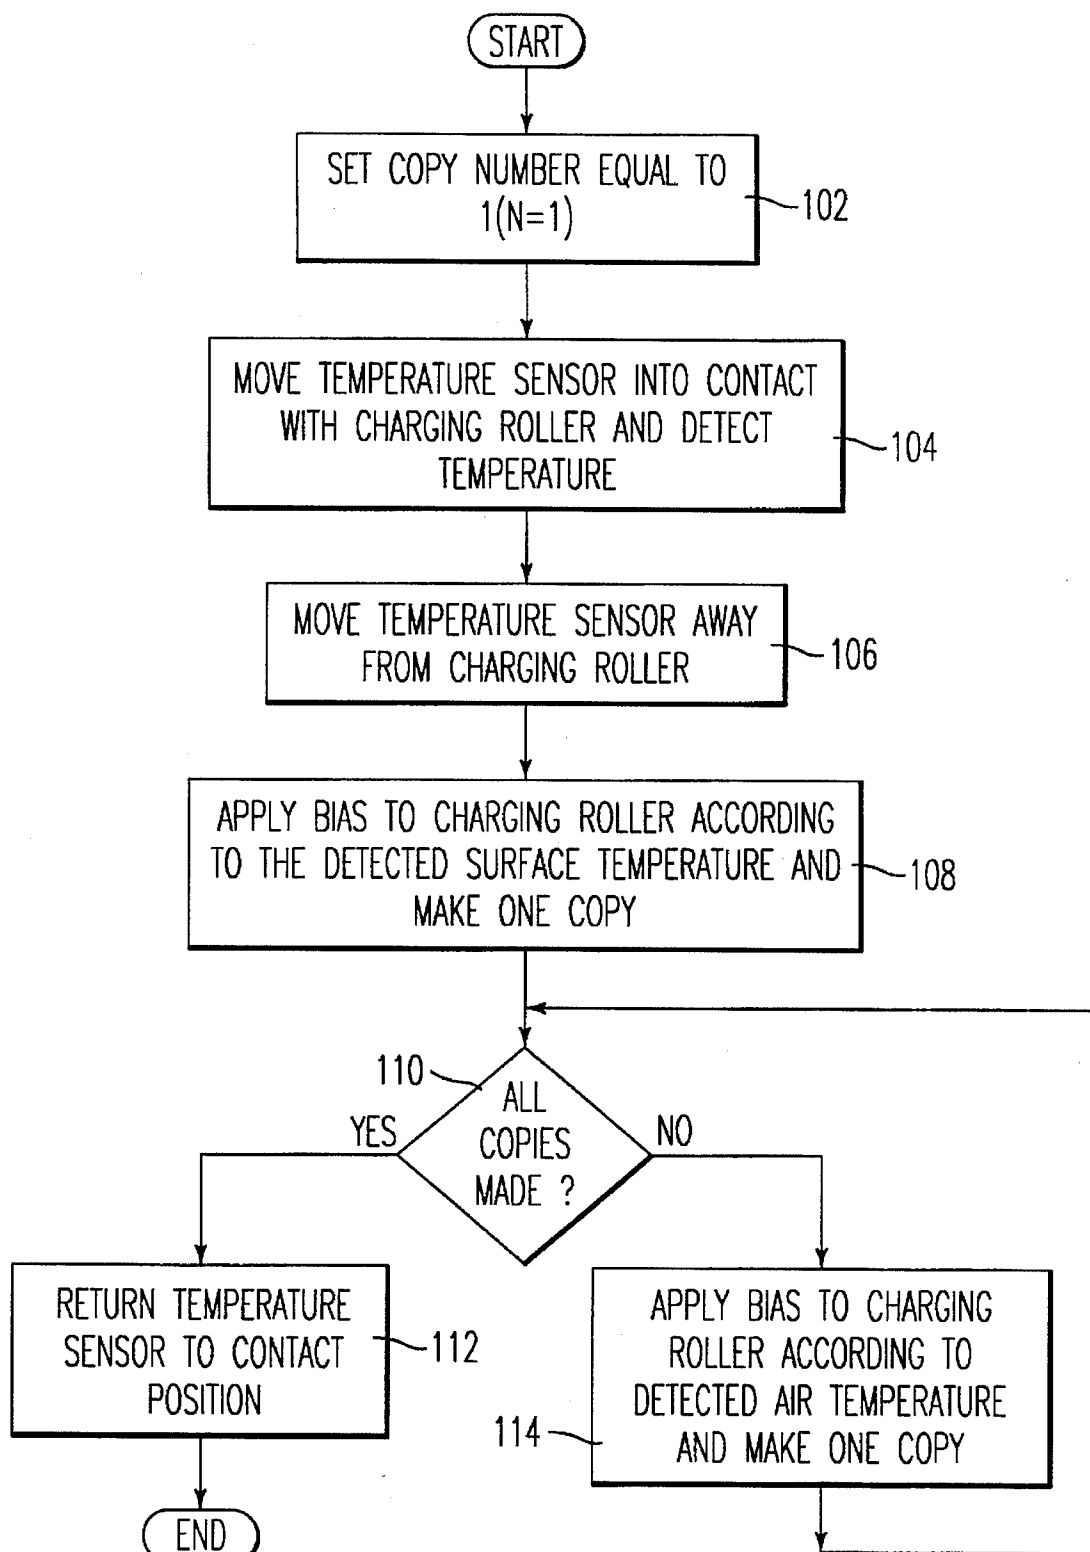 START
SET COPY NUMBER EQUAL TO
1(N=1)
102
MOVE TEMPERATURE SENSOR INTO CONTACT
WITH CHARGING ROLLER AND DETECT
TEMPERATURE
104
MOVE TEMPERATURE SENSOR AWAY
FROM CHARGING ROLLER
106
APPLY BIAS TO CHARGING ROLLER ACCORDING
TO THE DETECTED SURFACE TEMPERATURE AND
MAKE ONE COPY
108
110
ALL
COPIES
MADE ?
YES
NO
RETURN TEMPERATURE
SENSOR TO CONTACT
POSITION
112
APPLY BIAS TO CHARGING
ROLLER ACCORDING TO
DETECTED AIR TEMPERATURE
AND MAKE ONE COPY
114
END